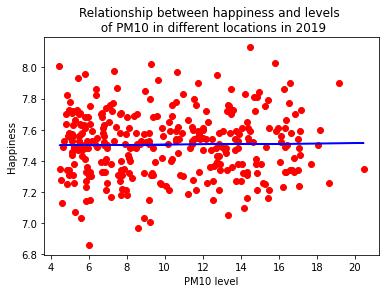 Relationship between happiness and levels
of PM10 in different locations in 2019
8.0
7.8
7.6
7.4
7.2
7.0
6.8
Happiness
4 6 8 10 12 14 16 18 20
PM10 level